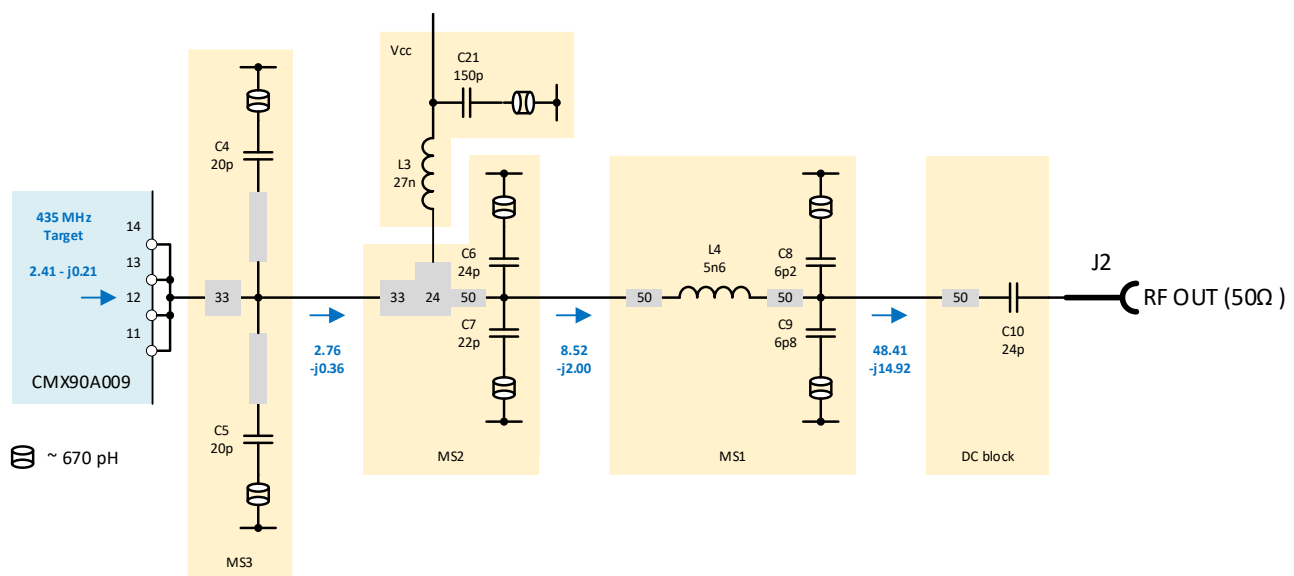 435 MHz
Target
2.41 - j0.21
14
13
12
11
CMX90A009
~ 670 pH
33
C4
20p
C5
20p
MS3
2.76
-j0.36
Vcc
C21
150p
L3
27n
33
24
50
C6
24p
C7
22p
MS2
8.52
-j2.00
50
L4
5n6
50
C8
6p2
C9
6p8
MS1
48.41
-j14.92
50
C10
24p
DC block
J2
RF OUT (50Ω )